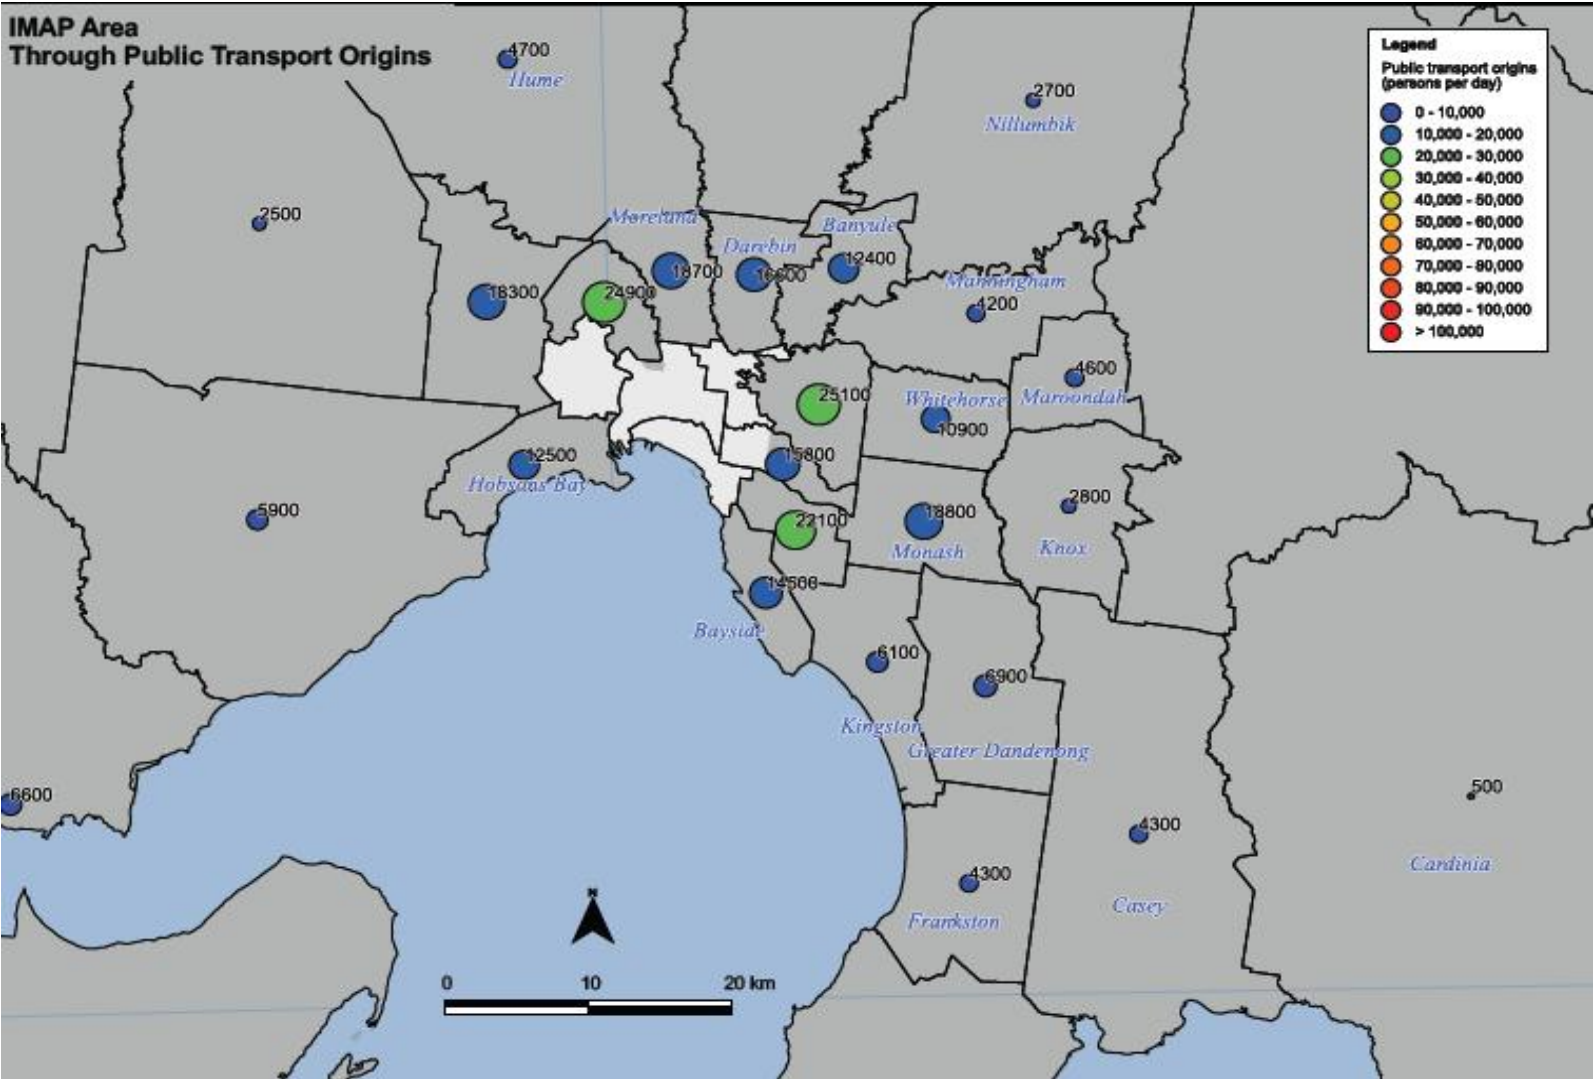 IMAP Area
Through Public Transport Origins
Legend
Public transport origins
(persons per day)
0 - 10,000
10,000 - 20,000
20,000 - 30,000
30,000 - 40,000
40,000 - 50,000
50,000 - 60,000
60,000 - 70,000
70,000 - 80,000
80,000 - 90,000
90,000 - 100,000
> 100,000
4700
Hume
2700
Nillumbik
2500
Moreland
Darebin
Banyule
18700
16600
12400
18300
24900
Manningham
4200
4600
Maroondah
25100
Whitehorse
10900
12500
Hobsons Bay
15800
5900
22100
18800
Monash
2800
Knox
14500
Bayside
6100
6900
Kingston
Greater Dandenong
6600
500
4300
Cardinia
4300
Casey
Frankston
N
0 10 20 km